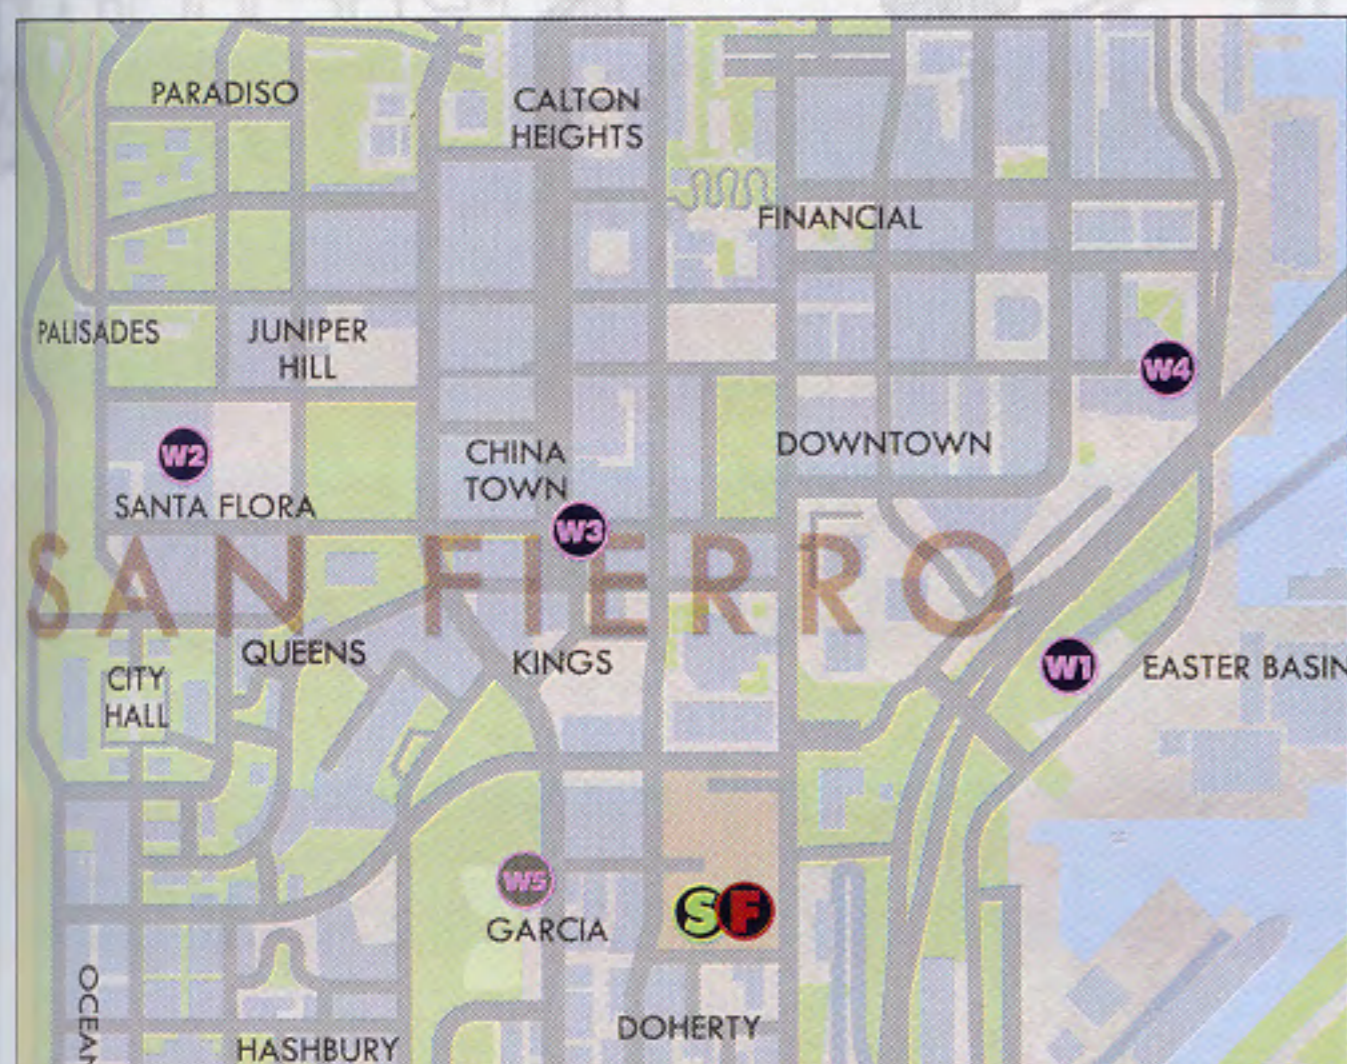 PARADISO
CALTON
HEIGHTS
FINANCIAL
PALISADES
JUNIPER
HILL
W4
DOWNTOWN
W2
CHINA
TOWN
SANTA FLORA
W3
SAN FIERRO
QUEENS
KINGS
W1
EASTER BASIN
CITY
HALL
W5
S F
GARCIA
OCEAN
DOHERTY
HASHBURY